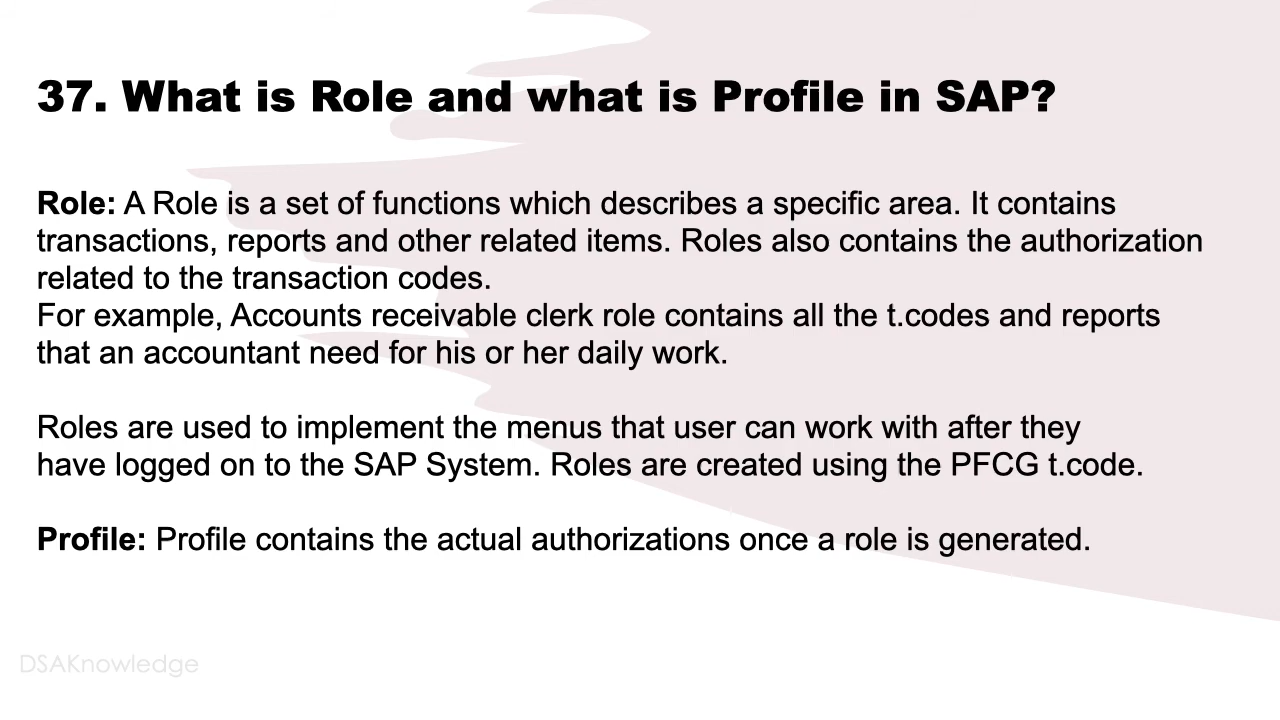 37. What is Role and what is Profile in SAP?
Role: A Role is a set of functions which describes a specific area. It contains
transactions, reports and other related items. Roles also contains the authorization
related to the transaction codes.
For example, Accounts receivable clerk role contains all the t.codes and reports
that an accountant need for his or her daily work.
Roles are used to implement the menus that user can work with after they
have logged on to the SAP System. Roles are created using the PFCG t.code.
Profile: Profile contains the actual authorizations once a role is generated.
DSAKnowledge